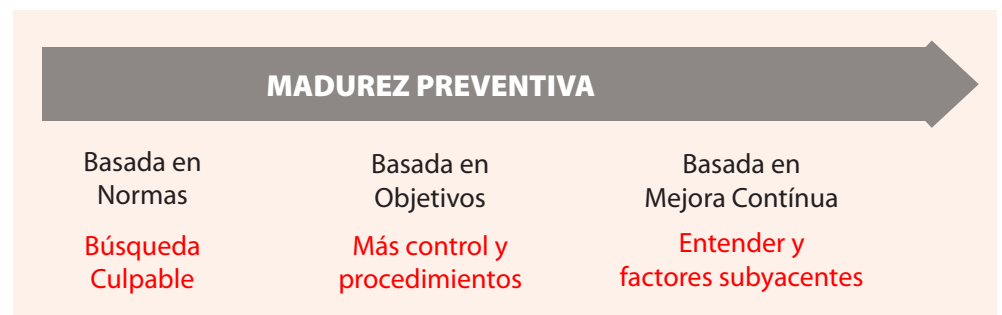 MADUREZ PREVENTIVA
Basada en
Normas
Búsqueda
Culpable
Basada en
Objetivos
Más control y
procedimientos
Basada en
Mejora Contínua
Entender y
factores subyacentes